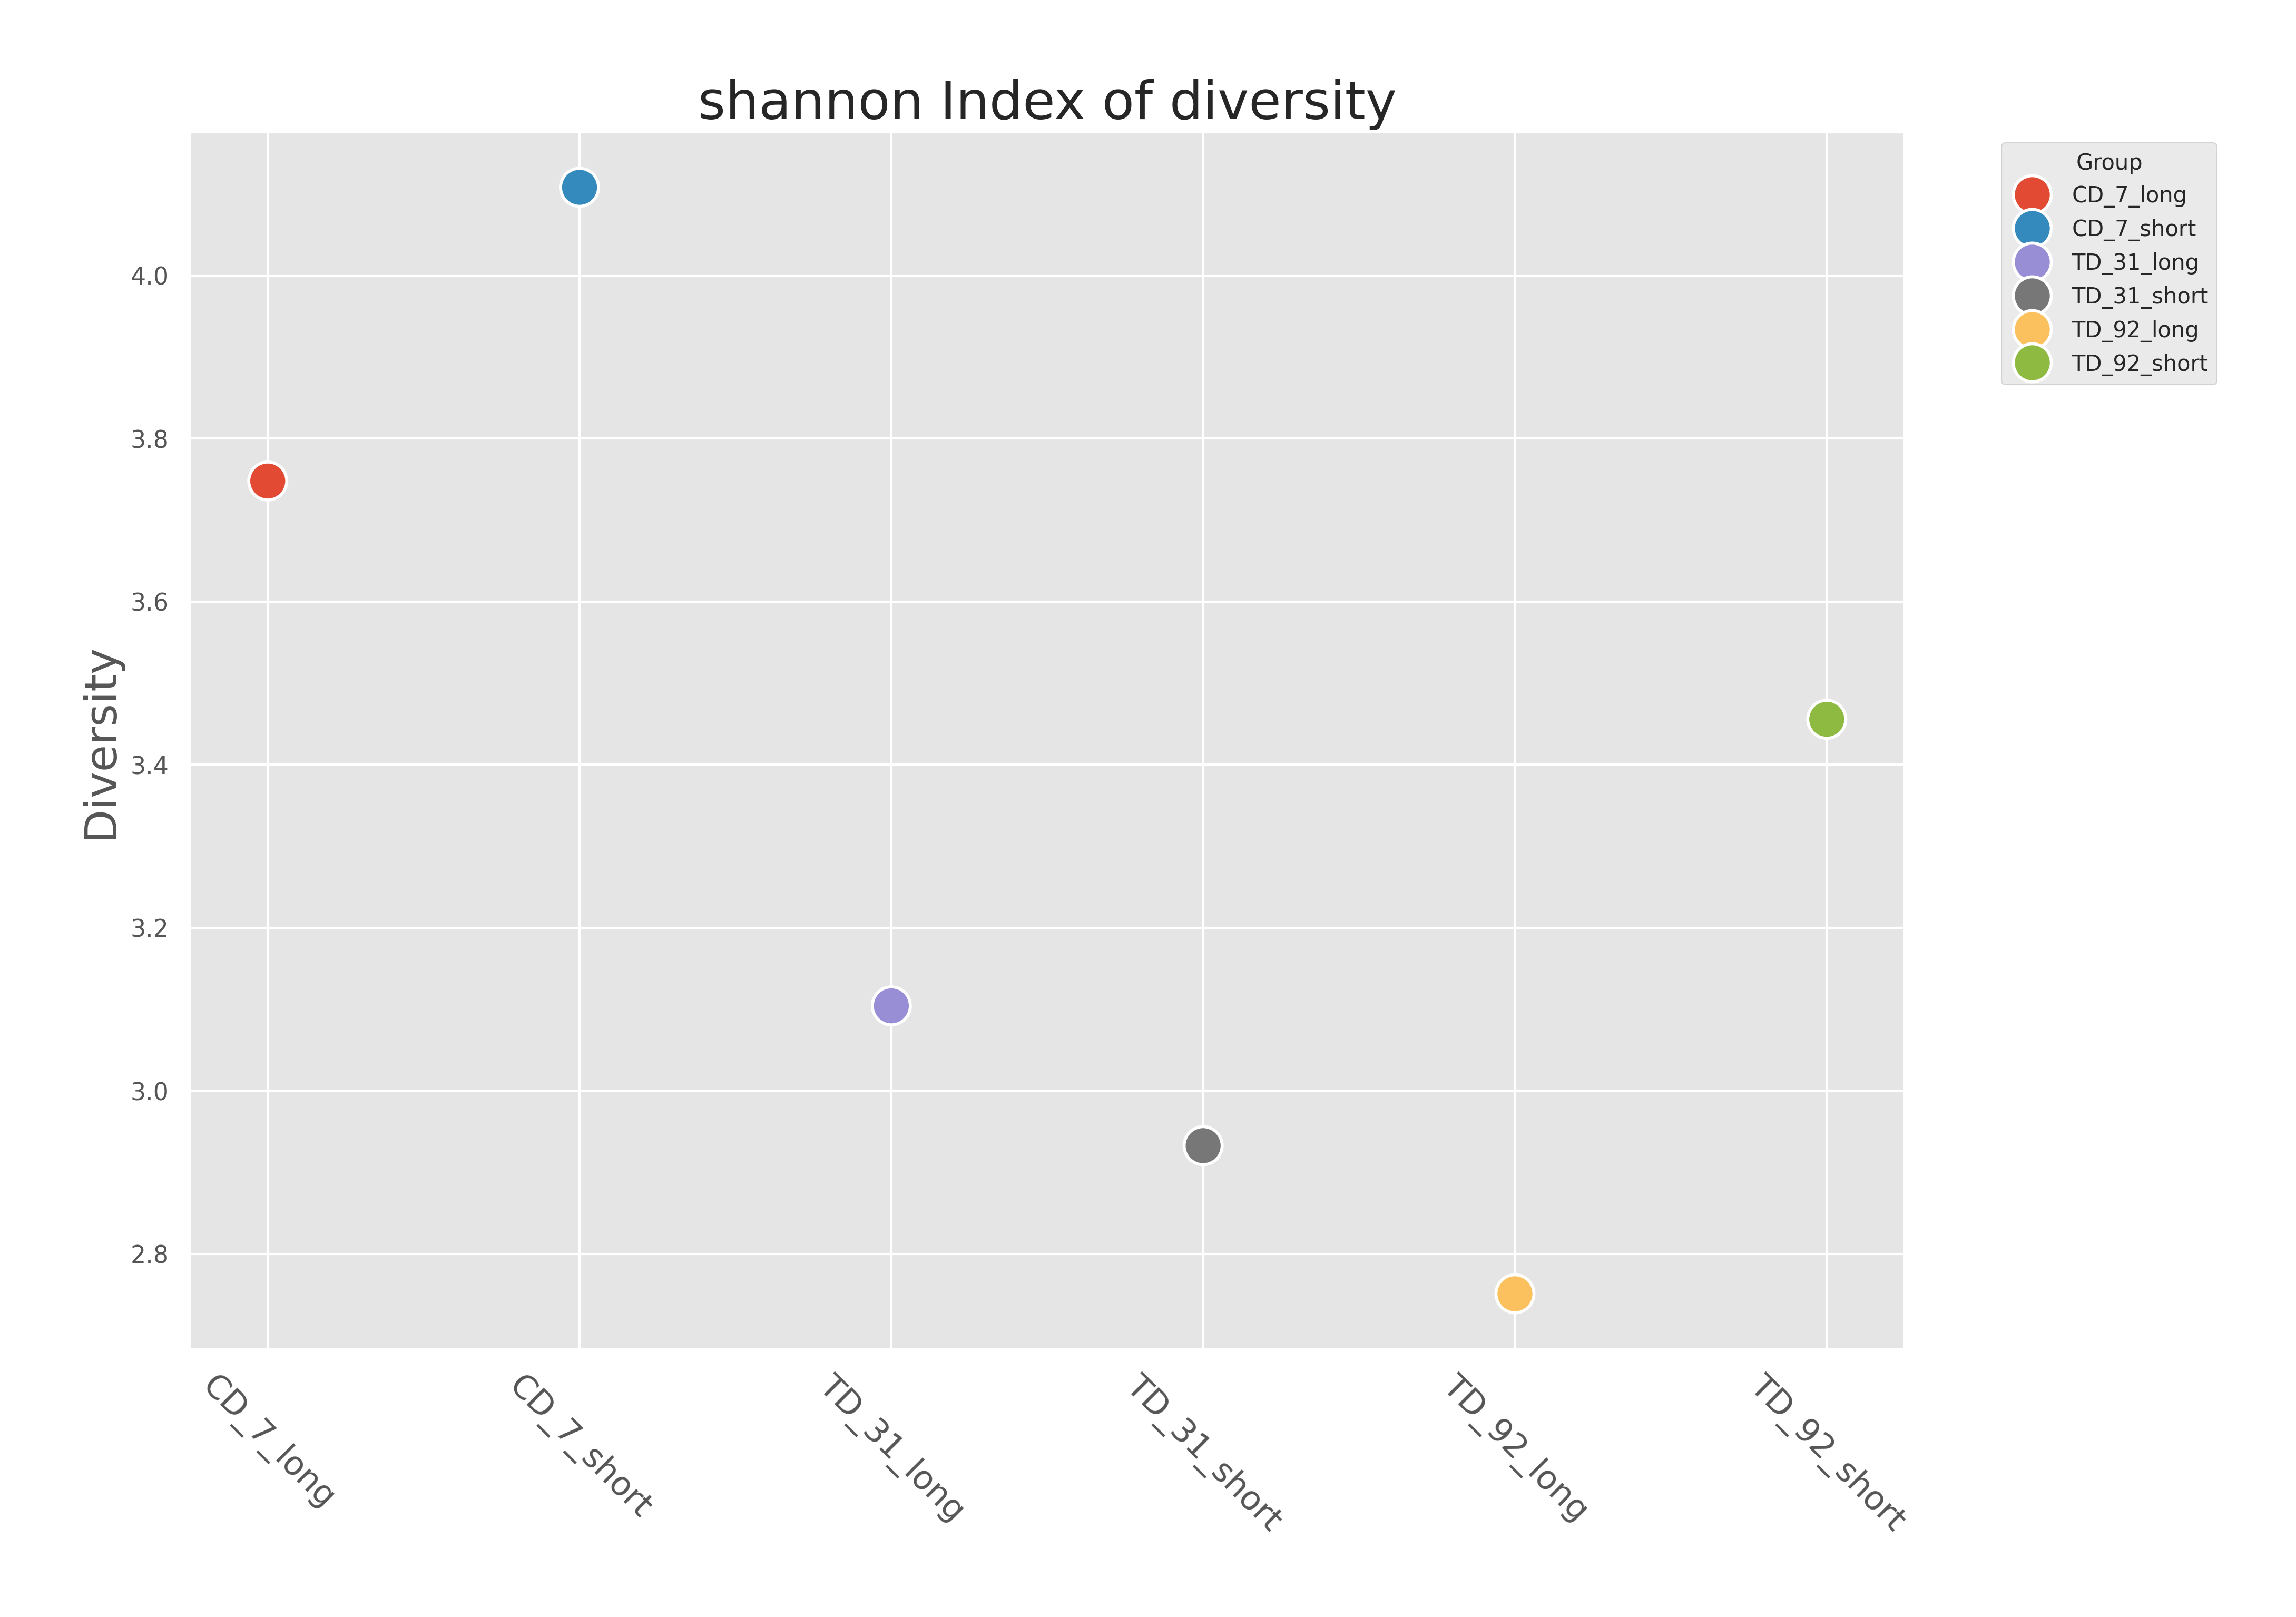 shannon Index of diversity
Group
CD_7_long
CD_7_short
TD_31_long
TD_31_short
TD_92_long
TD_92_short
Diversity
4.0
3.8
3.6
3.4
3.2
3.0
2.8
CD_7_long
CD_7_short
TD_31_long
TD_31_short
TD_92_long
TD_92_short